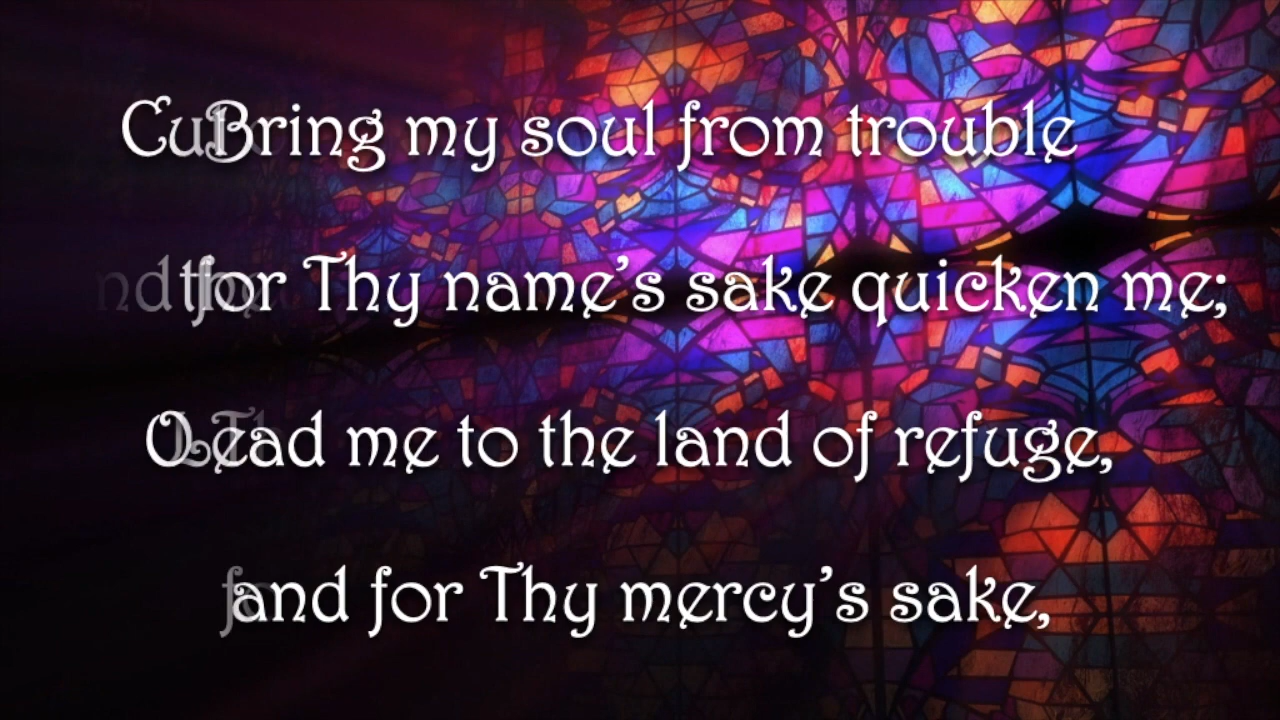 Bring my soul from trouble
for Thy name's sake quicken me;
Lead me to the land of refuge,
and for Thy mercy's sake,